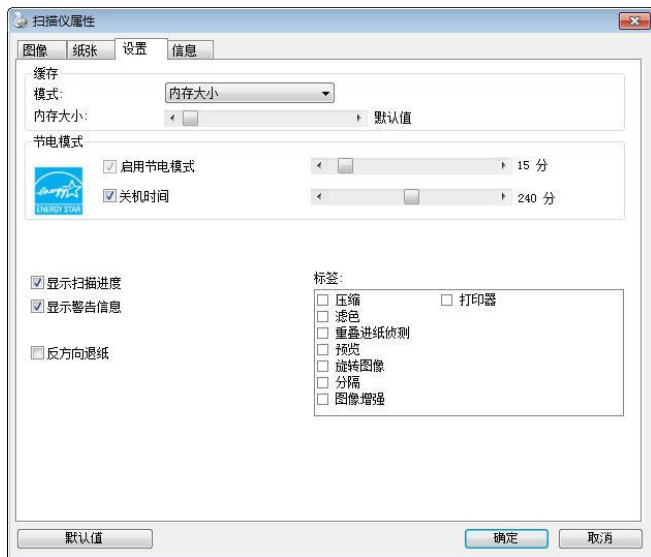 扫描仪属性
图像 纸张 设置 信息
缓存
模式: 内存大小
内存大小: 默认值
节电模式
启用节电模式 15 分
关机时间 240 分
energy
ENERGY STAR
显示扫描进度
显示警告信息
反方向退纸
标签:
压缩 打印器
滤色
重叠进纸侦测
预览
旋转图像
分隔
图像增强
默认值 确定 取消